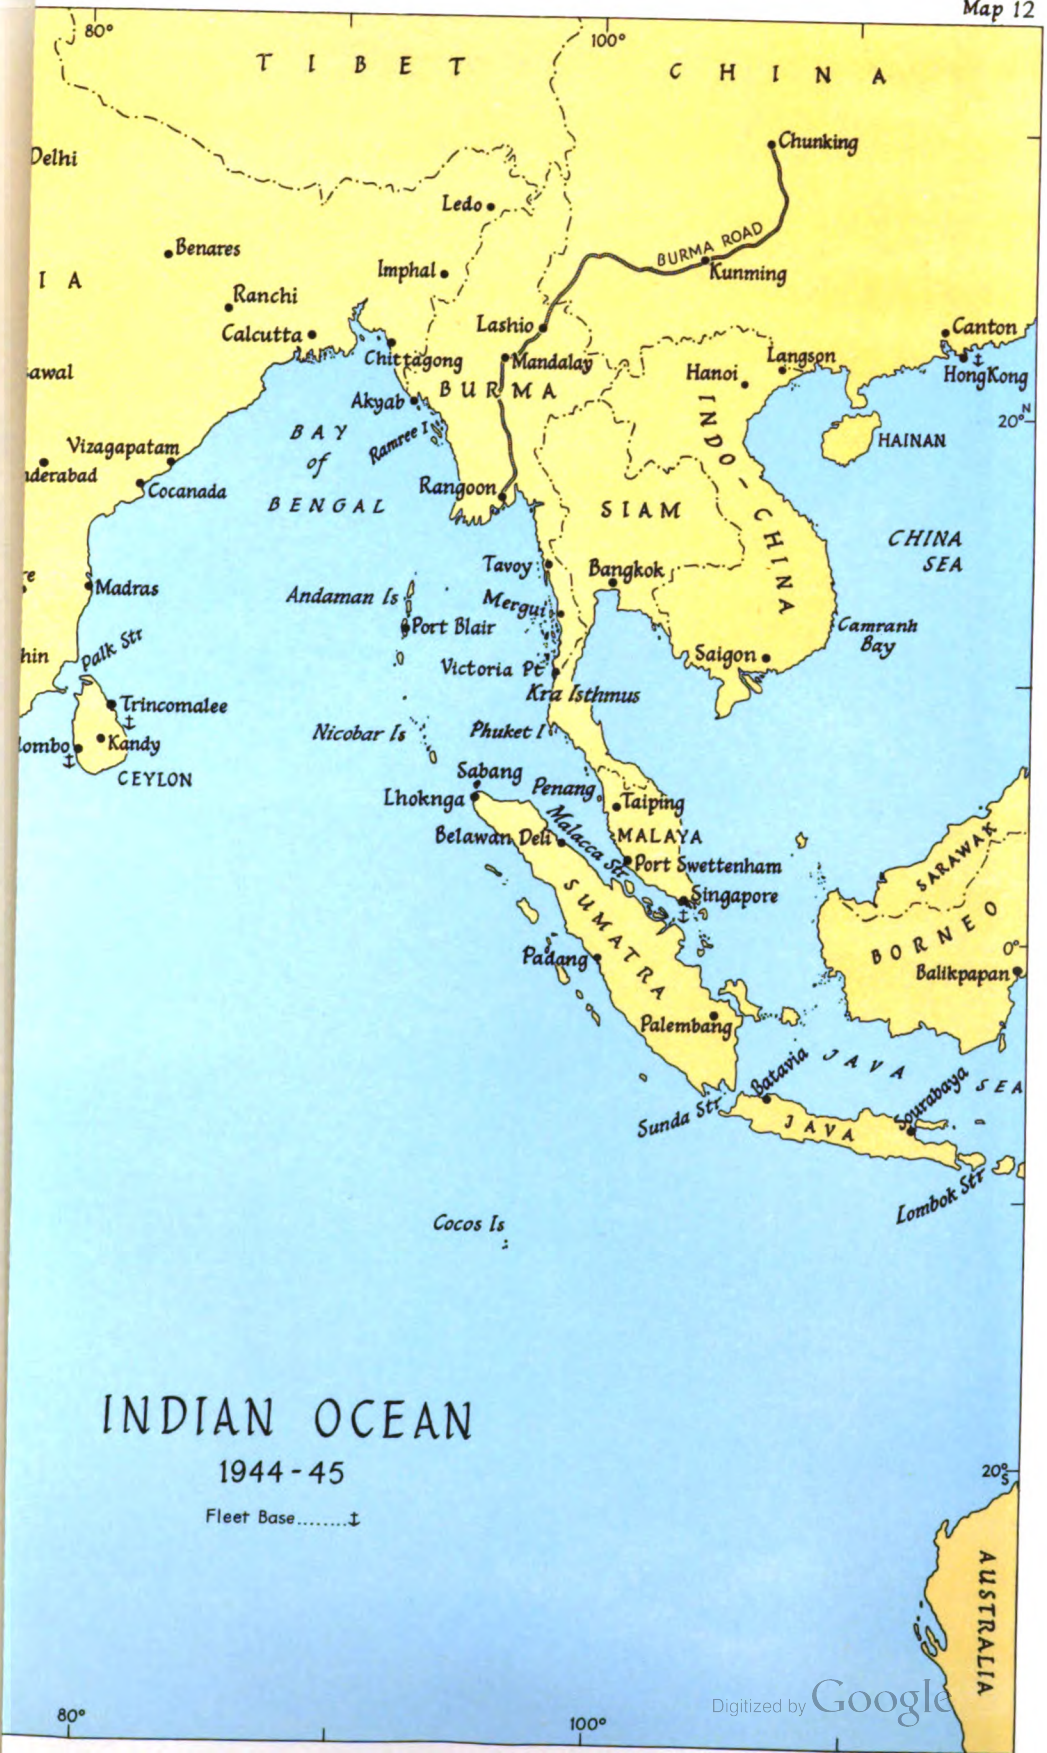 Map 12
80°
100°
TIBET
CHINA
Delhi
Chunking
Ledo
BURMA ROAD
Benares
Kunming
Imphal
I A
Ranchi
Calcutta
Lashio
Canton
Chittagong
Mandalay
Langson
HongKong
awal
Hanoi
BURMA
Akyab
20°N
BAY
of
BENGAL
Ramree I
INDO-CHINA
HAINAN
Vizagapatam
derabad
Cocanada
Rangoon
SIAM
CHINA
SEA
Tavoy
Bangkok
re
Madras
Andaman Is
Mergui
Port Blair
Camranh
Bay
hin
Palk Str
Victoria Pt
Saigon
Kra Isthmus
Trincomalee
Nicobar Is
Phuket I
lombo
Kandy
CEYLON
Sabang
Lhoknga
Penang
Taiping
Belawan Deli
Malacca Str
MALAYA
SARAWAK
Port Swettenham
Singapore
SUMATRA
BORNEO
0°
Padang
Balikpapan
Palembang
Batavia
JAVA SEA
Sunda Str
JAVA
Sourabaya
Lombok Str
Cocos Is
INDIAN OCEAN
1944-45
Fleet Base........
20°S
AUSTRALIA
Digitized by Google
80°
100°